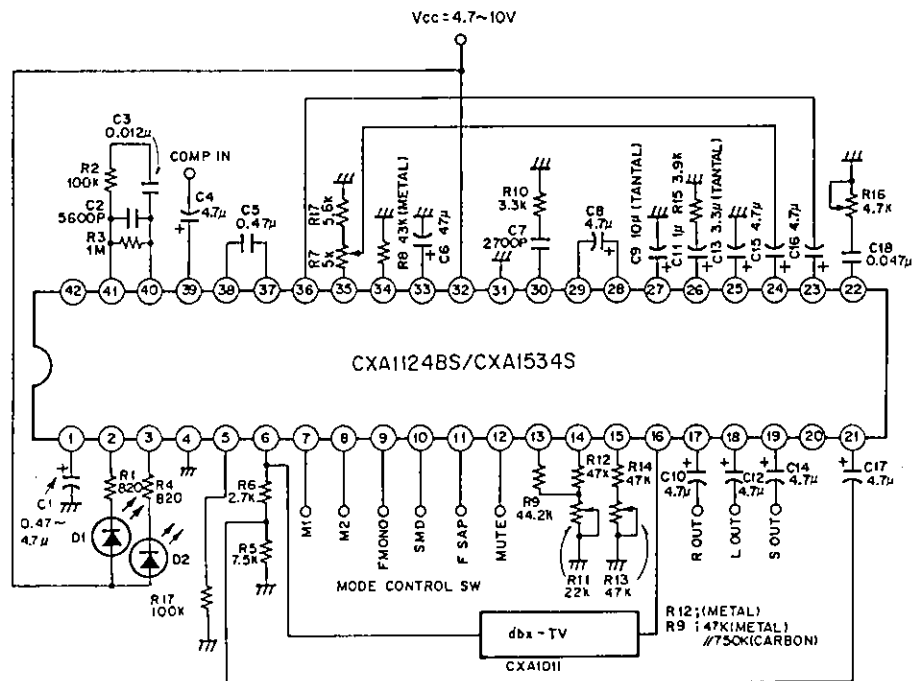 Vcc = 4.7~10V
C3
0.012μ
R2
100K
C2
5600P
R3
1M
COMP IN
C4
4.7μ
C5
0.47μ
R17
5.6K
R7
5K
R8 43K(METAL)
C6 47μ
R10
3.3K
C7
2700P
C8
4.7μ
C9 10μ(TANTAL)
C11 1μ R15 3.9K
C13 3.3μ(TANTAL)
C15 4.7μ
C16 4.7μ
R16
4.7K
C18
0.047μ
42 41 40 39 38 37 36 35 34 33 32 31 30 29 28 27 26 25 24 23 22
CXA1124BS/CXA1534S
1 2 3 4 5 6 7 8 9 10 11 12 13 14 15 16 17 18 19 20 21
C1
0.47~
4.7μ
R1
820
R4
820
D1
D2
R17
100K
R6
2.7K
R5
7.5K
M1
M2
FMONO
SMD
F SAP
MUTE
MODE CONTROL SW
R9
44.2K
R12
47K
R14
47K
R11
22K
R13
47K
C10
4.7μ
C12
4.7μ
C14
4.7μ
C17
4.7μ
R OUT
L OUT
S OUT
dbx-TV
CXA1011
R12;(METAL)
R9 ;47K(METAL)
//750K(CARBON)